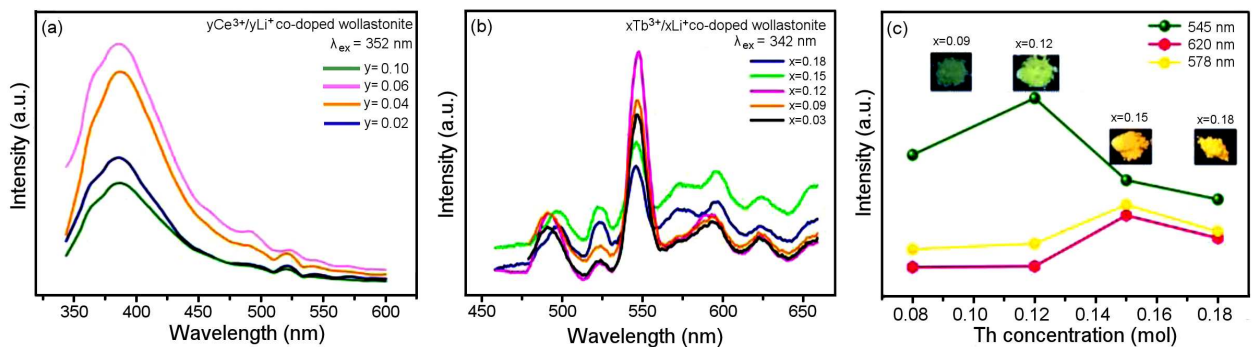 (a)
yCe³⁺/yLi⁺ co-doped wollastonite
λex = 352 nm
y= 0.10
y= 0.06
y= 0.04
y= 0.02
Intensity (a.u.)
350 400 450 500 550 600
Wavelength (nm)
(b)
xTb³⁺/xLi⁺co-doped wollastonite
λex = 342 nm
x=0.18
x=0.15
x=0.12
x=0.09
x=0.03
Intensity (a.u.)
450 500 550 600 650
Wavelength (nm)
(c)
545 nm
620 nm
578 nm
x=0.09
x=0.12
x=0.15
x=0.18
Intensity (a.u.)
0.08 0.10 0.12 0.14 0.16 0.18
Th concentration (mol)